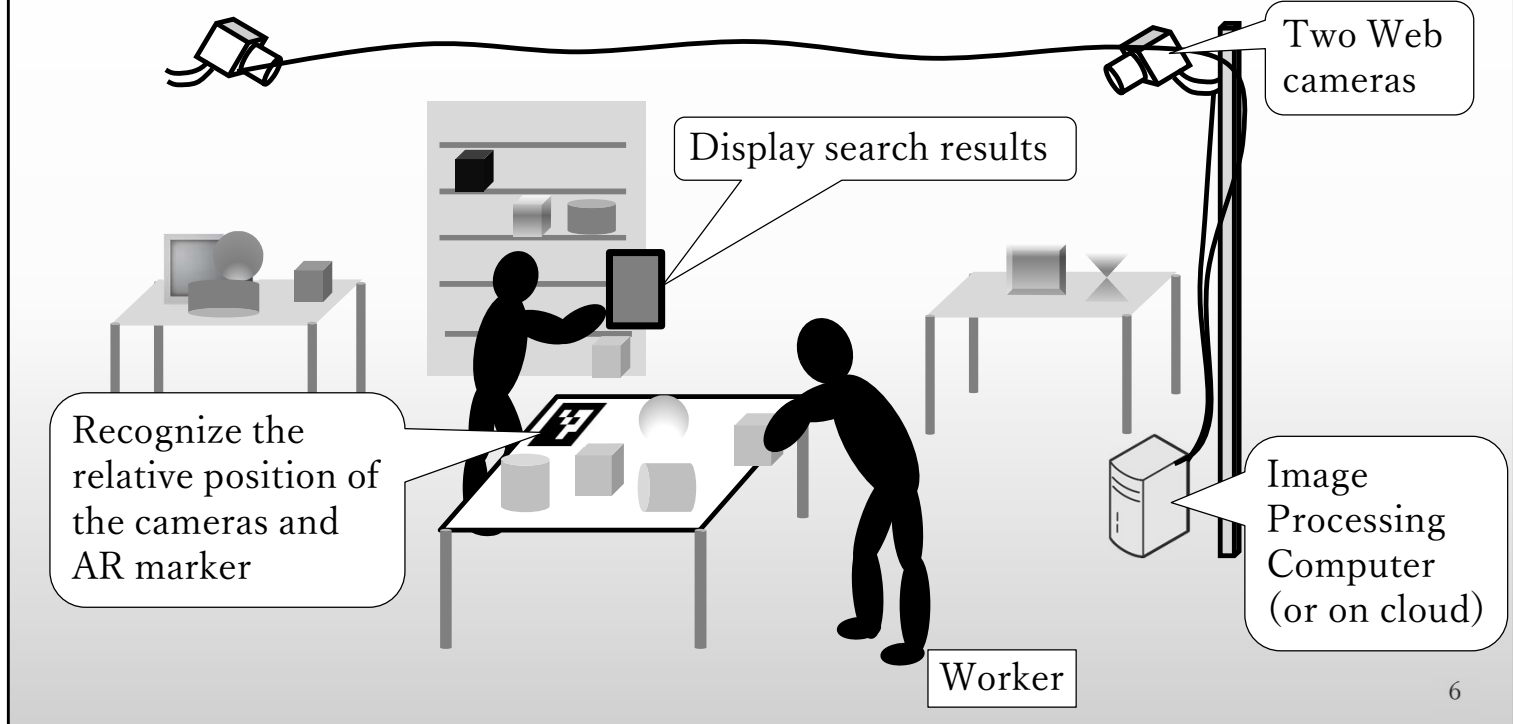 Two Web
cameras
Display search results
Recognize the
relative position of
the cameras and
AR marker
Image
Processing
Computer
(or on cloud)
Worker
6